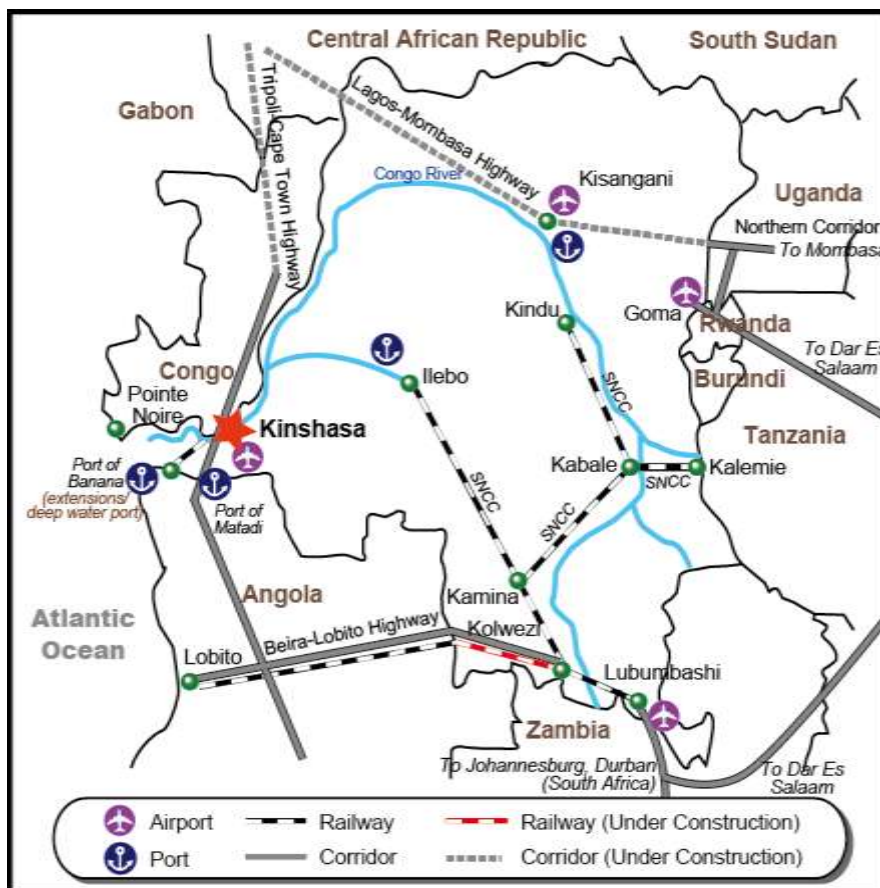 Central African Republic
South Sudan
Gabon
Tripoli-Cape Town Highway
Lagos-Mombasa Highway
Congo River
Kisangani
Uganda
Northern Corridor
To Mombasa
Kindu
Goma
Rwanda
To Dar Es
Salaam
Burundi
Congo
Ilebo
SNCC
Pointe
Noire
Kinshasa
Tanzania
Kabale
Kalemie
SNCC
Port of
Banana
(extensions/
deep water port)
Port of
Matadi
SNCC
SNCC
Angola
Kamina
Atlantic
Ocean
Beira-Lobito Highway
Kolwezi
Lobito
Lubumbashi
Zambia
To Johannesburg, Durban
(South Africa)
To Dar Es
Salaam
Airport
Railway
Railway (Under Construction)
Port
Corridor
Corridor (Under Construction)